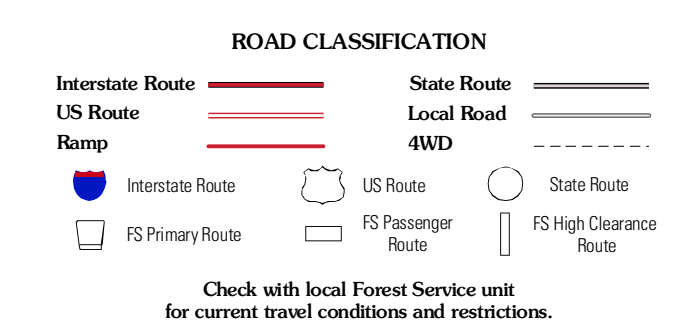 ROAD CLASSIFICATION
Interstate Route
State Route
US Route
Local Road
Ramp
4WD
Interstate Route
US Route
State Route
FS Primary Route
FS Passenger
Route
FS High Clearance
Route
Check with local Forest Service unit
for current travel conditions and restrictions.